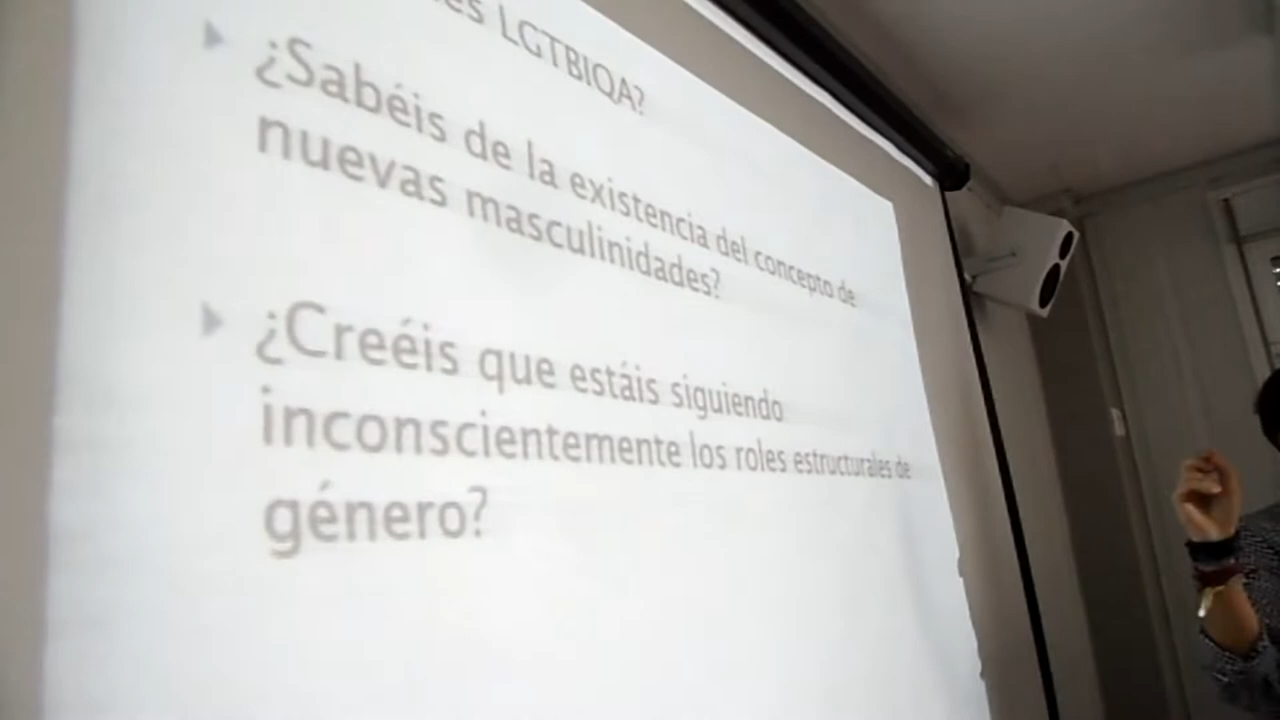 LGTBIQA?
¿Sabéis de la existencia del concepto de
nuevas masculinidades?
¿Creéis que estáis siguiendo
inconscientemente los roles estructurales de
género?